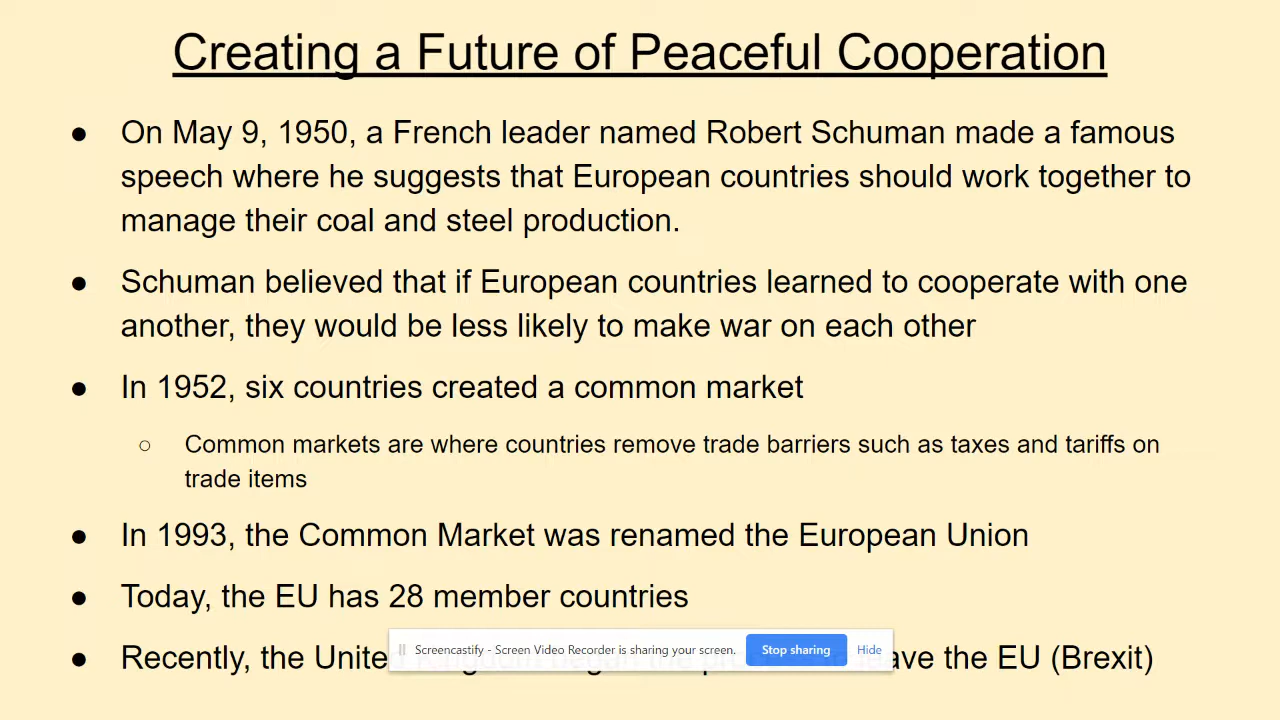 Creating a Future of Peaceful Cooperation
● On May 9, 1950, a French leader named Robert Schuman made a famous
speech where he suggests that European countries should work together to
manage their coal and steel production.
● Schuman believed that if European countries learned to cooperate with one
another, they would be less likely to make war on each other
● In 1952, six countries created a common market
○ Common markets are where countries remove trade barriers such as taxes and tariffs on
trade items
● In 1993, the Common Market was renamed the European Union
● Today, the EU has 28 member countries
● Recently, the United Kingdom began the leave the EU (Brexit)
Screencastify - Screen Video Recorder is sharing your screen. Stop sharing Hide